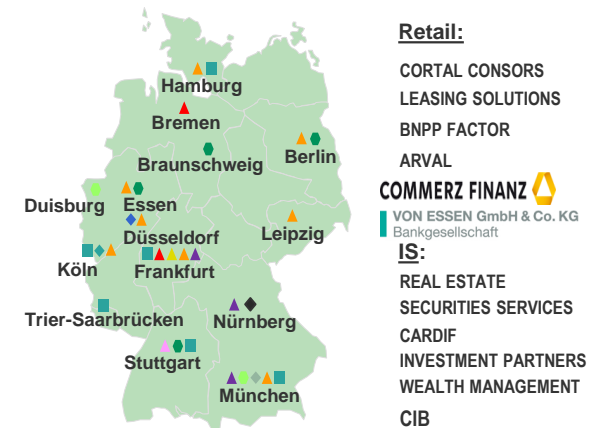 Hamburg
Bremen
Braunschweig
Berlin
Duisburg
Essen
Düsseldorf
Leipzig
Köln
Frankfurt
Trier-Saarbrücken
Nürnberg
Stuttgart
München
Retail:
CORTAL CONSORS
LEASING SOLUTIONS
BNPP FACTOR
ARVAL
COMMERZ FINANZ
VON ESSEN GmbH & Co. KG
Bankgesellschaft
IS:
REAL ESTATE
SECURITIES SERVICES
CARDIF
INVESTMENT PARTNERS
WEALTH MANAGEMENT
CIB